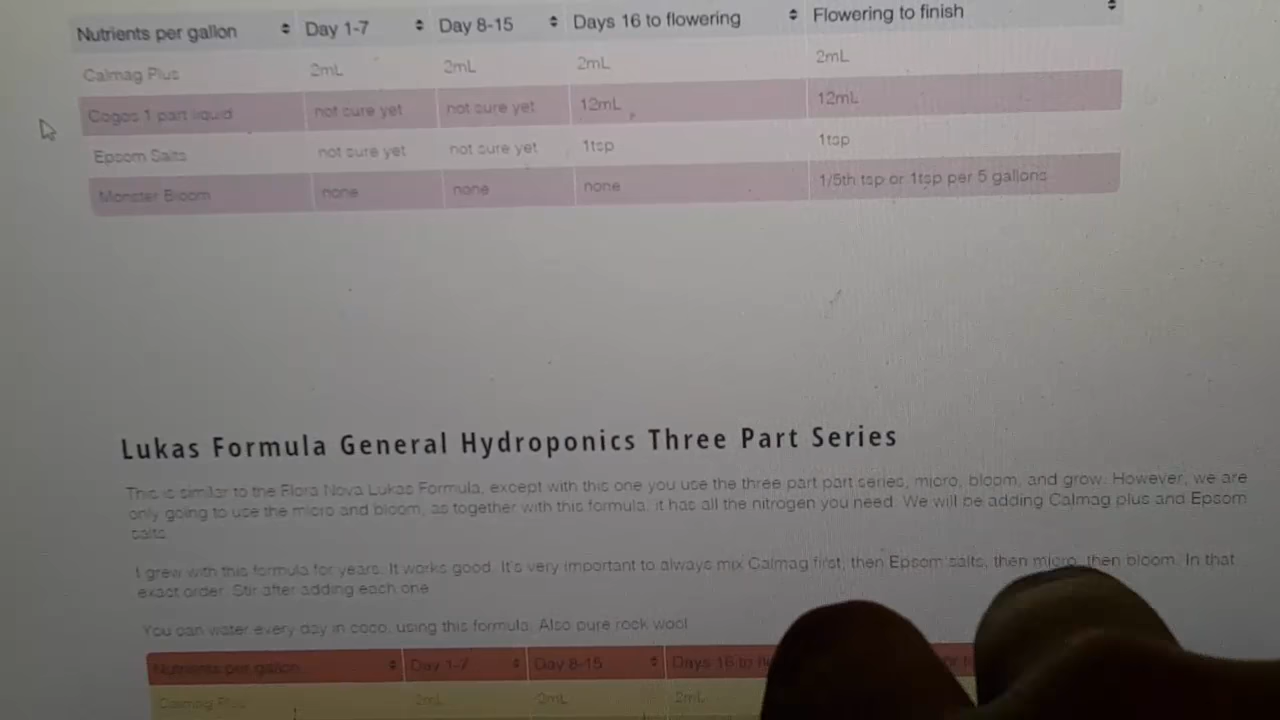 Nutrients per gallon Day 1-7 Day 8-15 Days 16 to flowering Flowering to finish
Calmag Plus 2mL 2mL 2mL 2mL
Cogos 1 part liquid not sure yet not sure yet 12mL 12mL
Epsom Salts not sure yet not sure yet 1tsp 1tsp
Monster Bloom none none none 1/5th tsp or 1tsp per 5 gallons
Lukas Formula General Hydroponics Three Part Series
This is similar to the Flora Nova Lukas Formula, except with this one you use the three part part series, micro, bloom, and grow. However, we are
only going to use the micro and bloom, as together with this formula, it has all the nitrogen you need. We will be adding Calmag plus and Epsom
salts
I grew with this formula for years. It works good. It's very important to always mix Calmag first, then Epsom salts, then micro, then bloom. In that
exact order. Stir after adding each one
You can water every day in coco, using this formula. Also pure rock wool
Nutrients per gallon Day 1-7 Day 8-15 Days 16 to
Calmag Plus 2mL 2mL 2mL